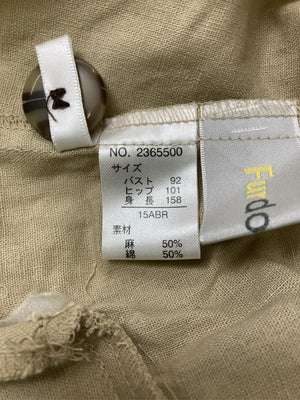 NO. 2365500
サイズ
バスト 92
ヒップ 101
身長 158
15ABR
素材
麻 50%
綿 50%
Furdo